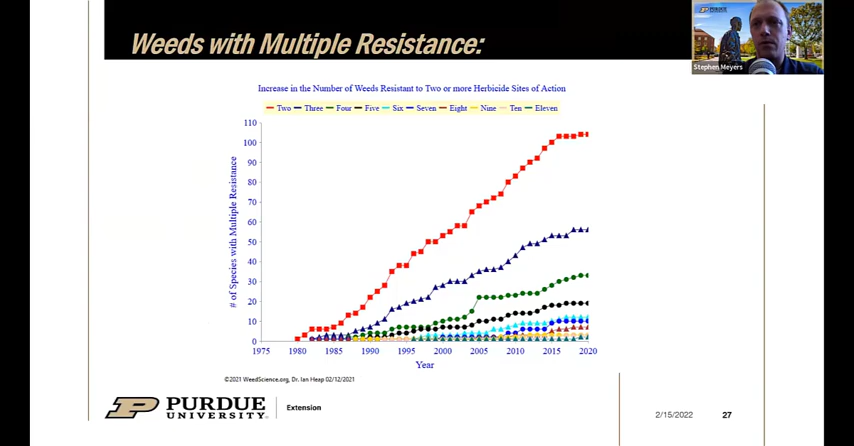 Weeds with Multiple Resistance:
PURDUE
Stephen Meyers
Increase in the Number of Weeds Resistant to Two or more Herbicide Sites of Action
Two Three Four Five Six Seven Eight Nine Ten Eleven
# of Species with Multiple Resistance
110
100
90
80
70
60
50
40
30
20
10
0
1975 1980 1985 1990 1995 2000 2005 2010 2015 2020
Year
©2021 WeedScience.org, Dr. Ian Heap 02/12/2021
P PURDUE
UNIVERSITY®
Extension
2/15/2022 27